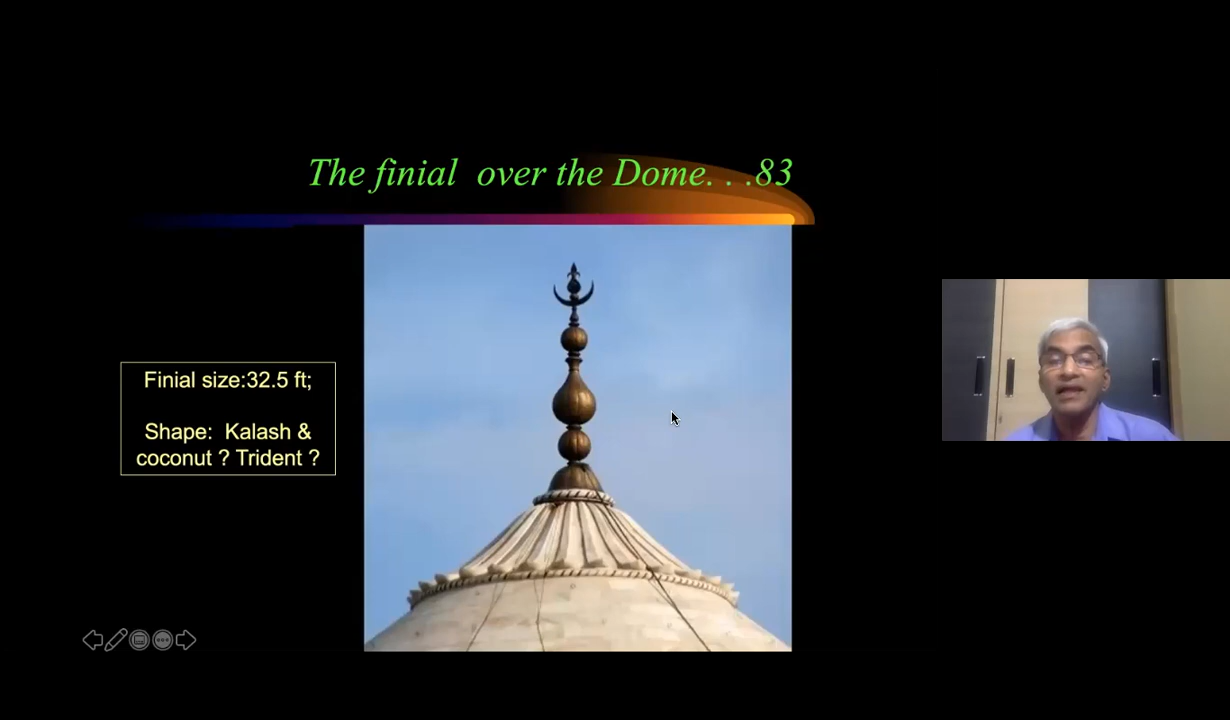 The finial over the Dome. . .83
Finial size:32.5 ft;
Shape: Kalash &
coconut ? Trident ?